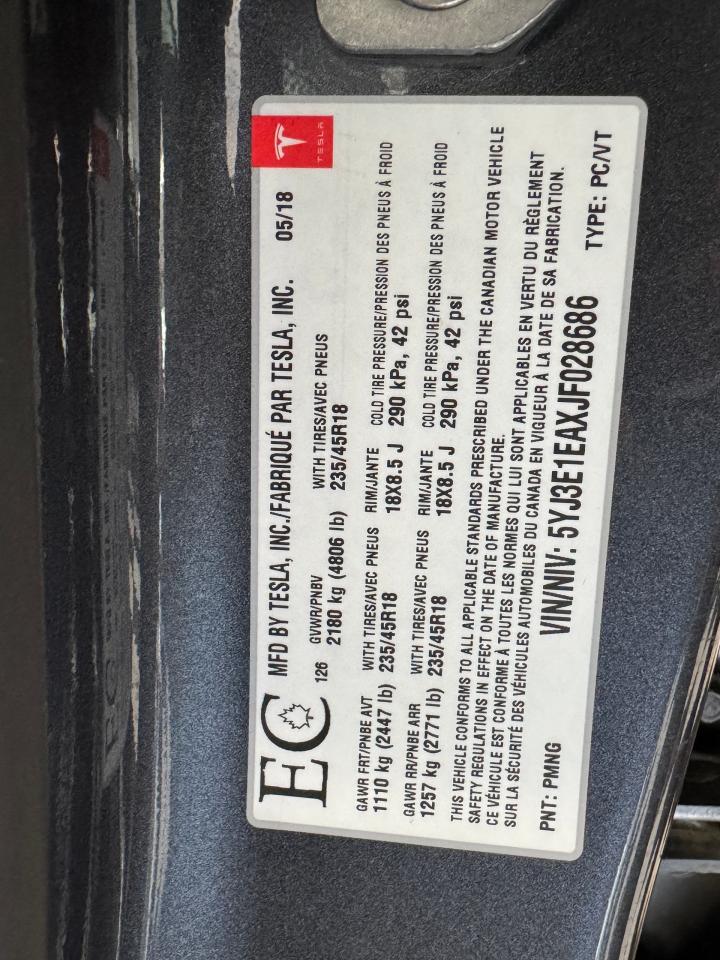 EC
126
MFD BY TESLA, INC./FABRIQUÉ PAR TESLA, INC. 05/18
TESLA
GVWR/PNBV WITH TIRES/AVEC PNEUS
2180 kg (4806 lb) 235/45R18
GAWR FRT/PNBE AVT WITH TIRES/AVEC PNEUS RIM/JANTE COLD TIRE PRESSURE/PRESSION DES PNEUS À FROID
1110 kg (2447 lb) 235/45R18 18X8.5 J 290 kPa, 42 psi
GAWR RR/PNBE ARR WITH TIRES/AVEC PNEUS RIM/JANTE COLD TIRE PRESSURE/PRESSION DES PNEUS À FROID
1257 kg (2771 lb) 235/45R18 18X8.5 J 290 kPa, 42 psi
THIS VEHICLE CONFORMS TO ALL APPLICABLE STANDARDS PRESCRIBED UNDER THE CANADIAN MOTOR VEHICLE
SAFETY REGULATIONS IN EFFECT ON THE DATE OF MANUFACTURE.
CE VÉHICULE EST CONFORME À TOUTES LES NORMES QUI LUI SONT APPLICABLES EN VERTU DU RÈGLEMENT
SUR LA SÉCURITÉ DES VÉHICULES AUTOMOBILES DU CANADA EN VIGUEUR À LA DATE DE SA FABRICATION.
PNT: PMNG VIN/NIV: 5YJ3E1EAXJF028686 TYPE: PC/VT